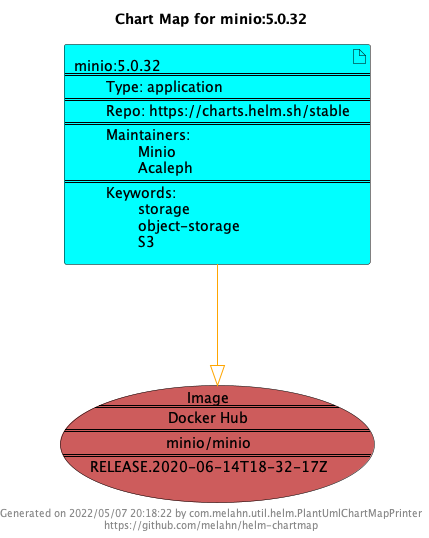 Chart Map for minio:5.0.32
minio:5.0.32
Type: application
Repo: https://charts.helm.sh/stable
Maintainers:
Minio
Acaleph
Keywords:
storage
object-storage
S3
Image
Docker Hub
minio/minio
RELEASE.2020-06-14T18-32-17Z
Generated on 2022/05/07 20:18:22 by com.melahn.util.helm.PlantUmlChartMapPrinter
https://github.com/melahn/helm-chartmap